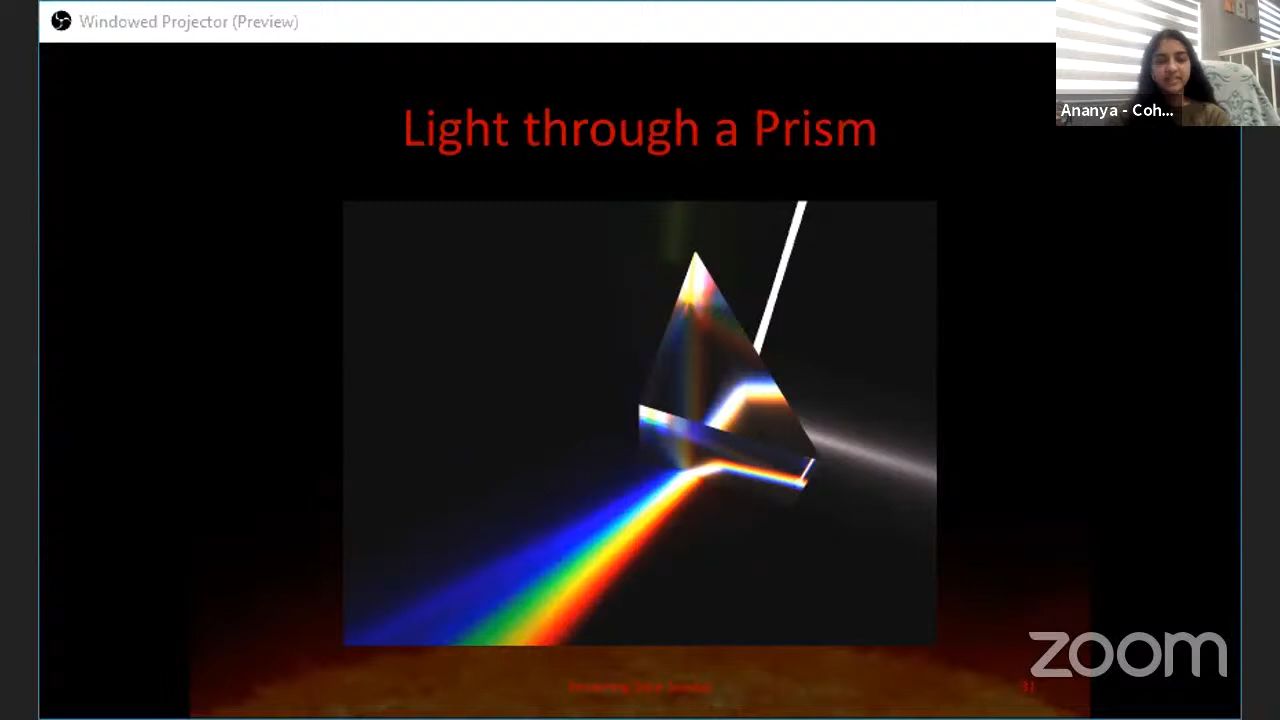 Windowed Projector (Preview)
Ananya - Coh...
Light through a Prism
zoom